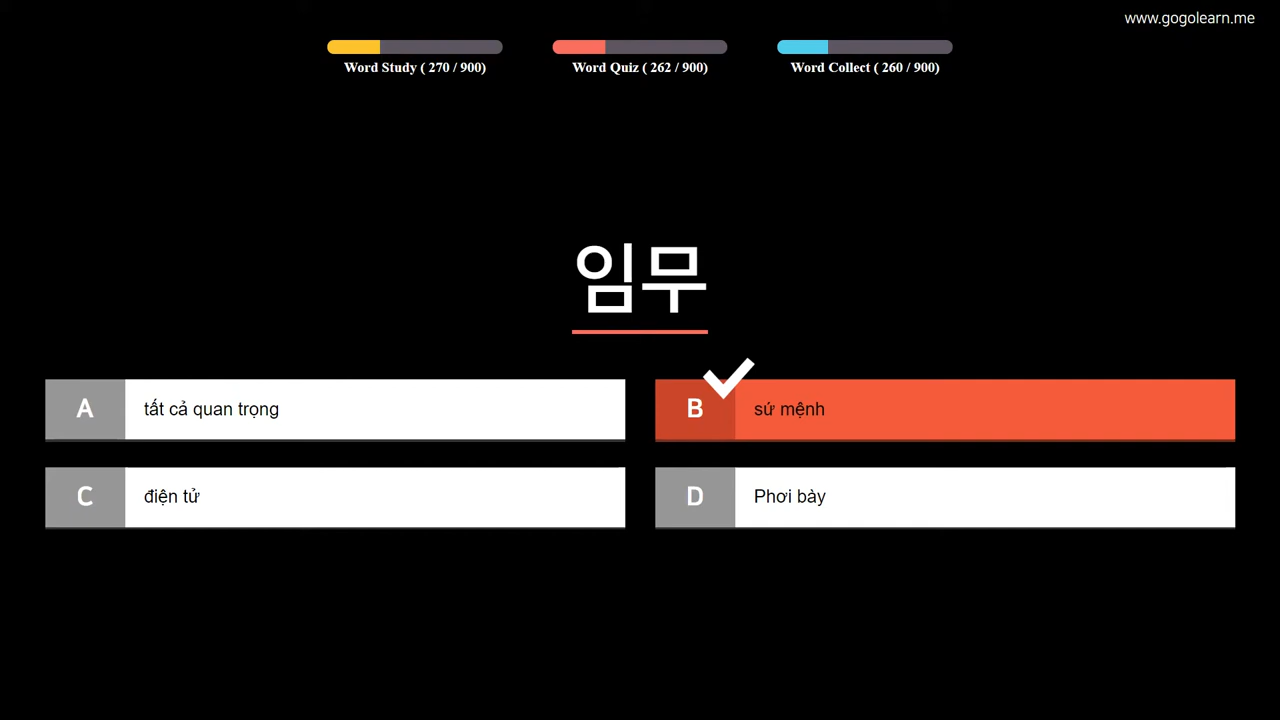 www.gogolearn.me
Word Study ( 270 / 900)
Word Quiz ( 262 / 900)
Word Collect ( 260 / 900)
임무
A tất cả quan trọng
B sứ mệnh
C điện tử
D Phơi bày